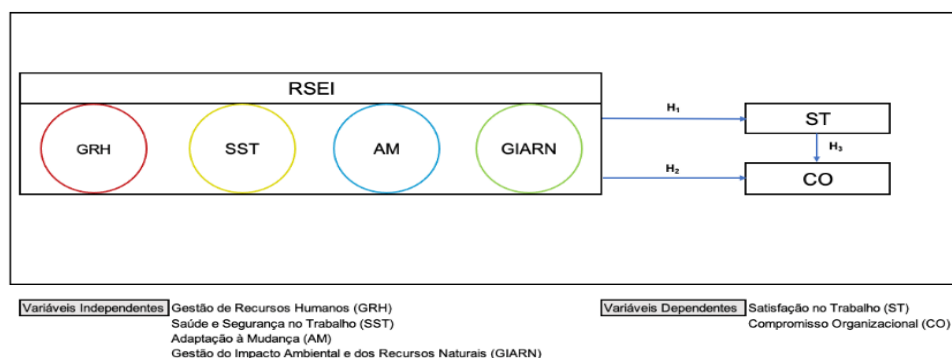 RSEI
GRH
SST
AM
GIARN
H₁
ST
H₃
H₂
CO
Variáveis Independentes Gestão de Recursos Humanos (GRH)
Saúde e Segurança no Trabalho (SST)
Adaptação à Mudança (AM)
Gestão do Impacto Ambiental e dos Recursos Naturais (GIARN)
Variáveis Dependentes Satisfação no Trabalho (ST)
Compromisso Organizacional (CO)